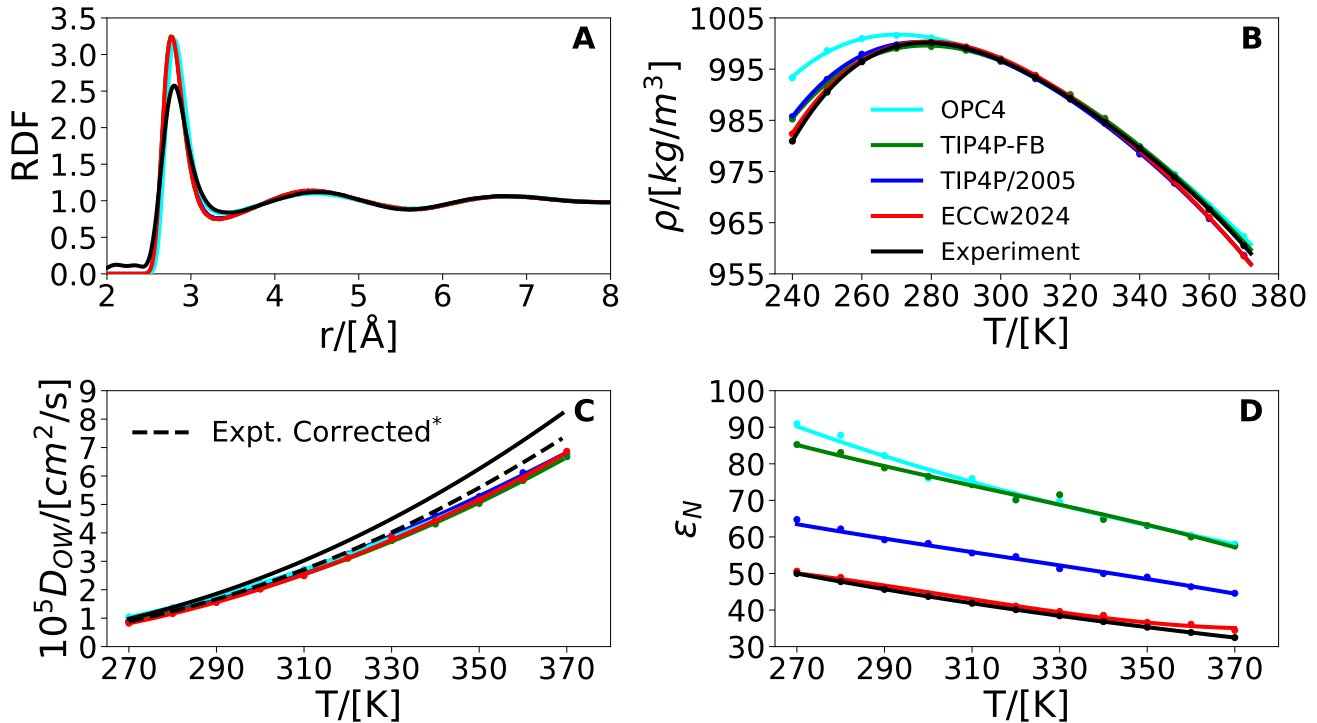 A
RDF
3.5
3.0
2.5
2.0
1.5
1.0
0.5
0.0
2 3 4 5 6 7 8
r/[Å]
B
ρ/[kg/m³]
1005
995
985
975
965
955
OPC4
TIP4P-FB
TIP4P/2005
ECCw2024
Experiment
240 260 280 300 320 340 360 380
T/[K]
C
10⁵D_OW/[cm²/s]
9
8
7
6
5
4
3
2
1
0
Expt. Corrected*
270 290 310 330 350 370
T/[K]
D
ε_N
100
90
80
70
60
50
40
30
270 290 310 330 350 370
T/[K]